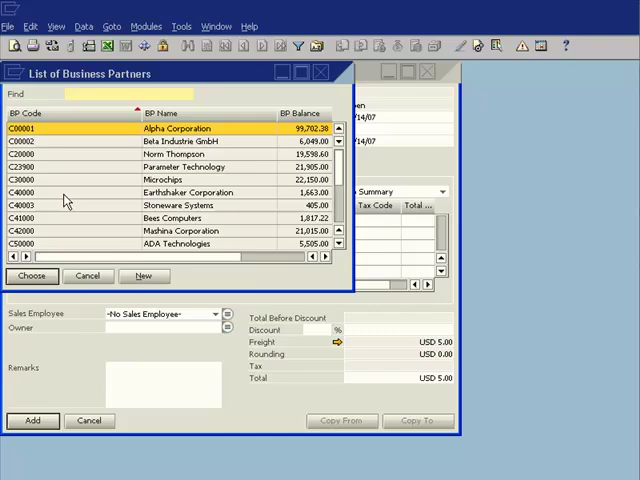 File Edit View Data Goto Modules Tools Window Help
List of Business Partners
Find
BP Code BP Name BP Balance
C00001 Alpha Corporation 99,702.38
C00002 Beta Industrie GmbH 6,049.00
C20000 Norm Thompson 19,598.60
C23900 Parameter Technology 21,905.00
C30000 Microchips 22,150.00
C40000 Earthshaker Corporation 1,663.00
C40003 Stoneware Systems 405.00
C41000 Bees Computers 1,817.22
C42000 Mashina Corporation 21,015.00
C50000 ADA Technologies 5,505.00
Choose Cancel New
/14/07
/14/07
Summary
Tax Code Total ...
Sales Employee -No Sales Employee-
Owner
Remarks
Total Before Discount
Discount %
Freight USD 5.00
Rounding USD 0.00
Tax
Total USD 5.00
Add Cancel Copy From Copy To